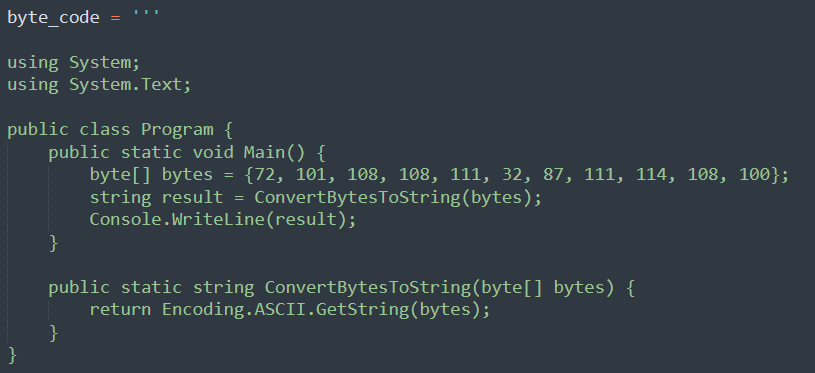 byte_code = '''
using System;
using System.Text;
public class Program {
    public static void Main() {
        byte[] bytes = {72, 101, 108, 108, 111, 32, 87, 111, 114, 108, 100};
        string result = ConvertBytesToString(bytes);
        Console.WriteLine(result);
    }
    public static string ConvertBytesToString(byte[] bytes) {
        return Encoding.ASCII.GetString(bytes);
    }
}